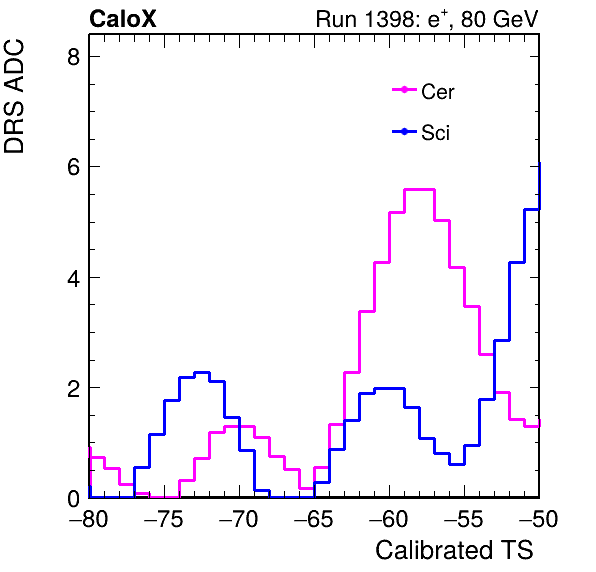 CaloX Run 1398: e⁺, 80 GeV
DRS ADC
8
6
4
2
0
Cer
Sci
−80 −75 −70 −65 −60 −55 −50
Calibrated TS